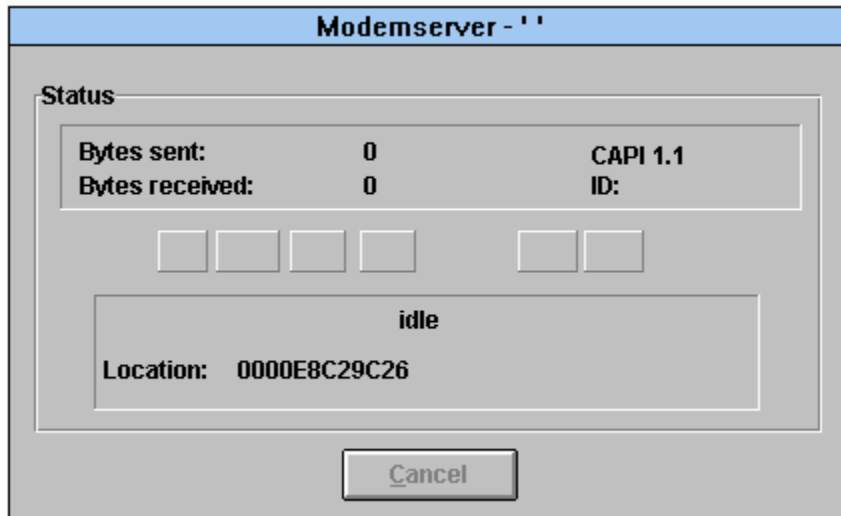 Modemserver - ' '
Status
Bytes sent: 0 CAPI 1.1
Bytes received: 0 ID:
idle
Location: 0000E8C29C26
Cancel